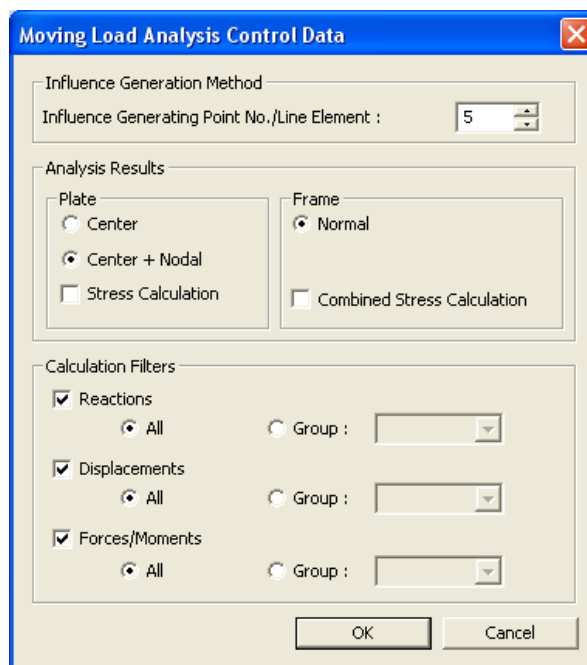 Moving Load Analysis Control Data
Influence Generation Method
Influence Generating Point No./Line Element : 5
Analysis Results
Plate
Center
Center + Nodal
Stress Calculation
Frame
Normal
Combined Stress Calculation
Calculation Filters
Reactions
All Group :
Displacements
All Group :
Forces/Moments
All Group :
OK Cancel